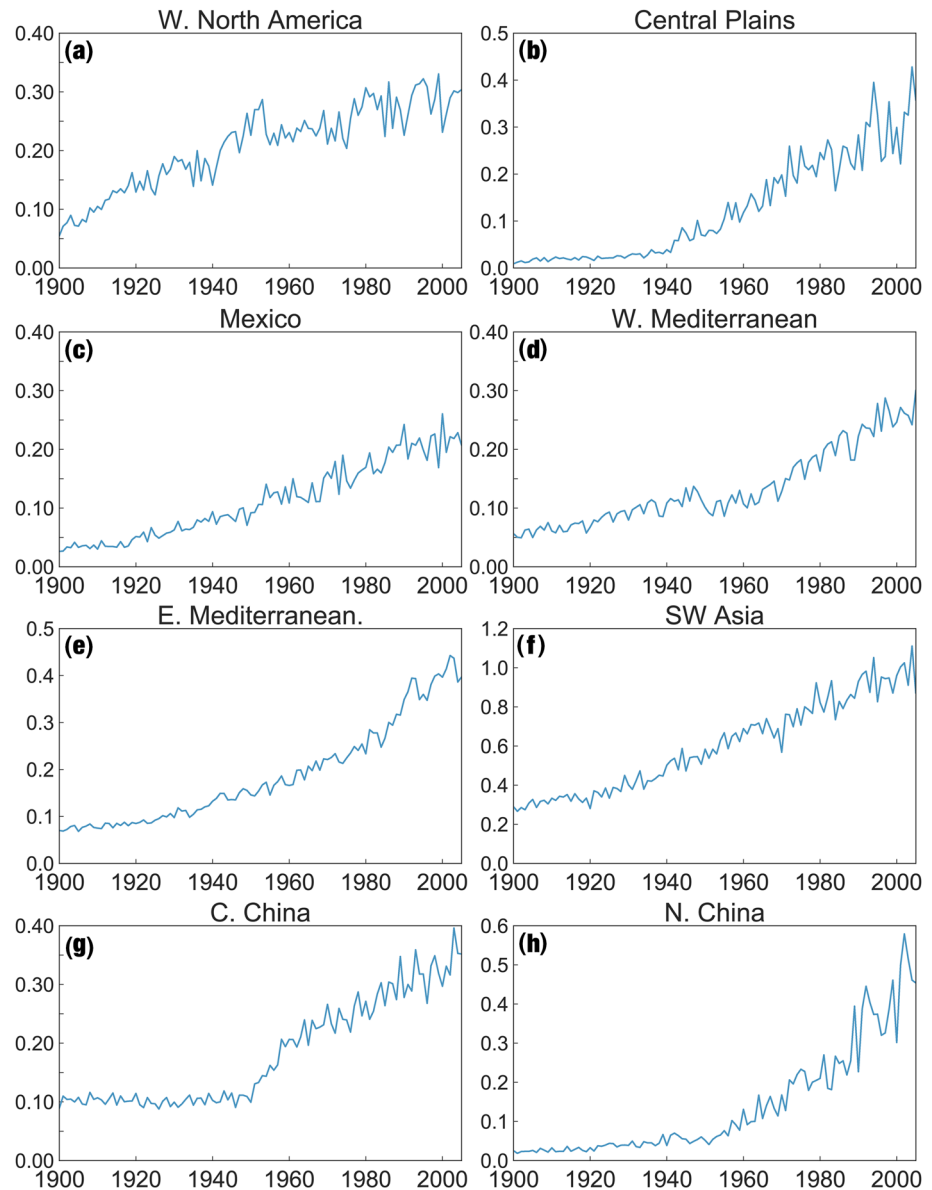 W. North America
Central Plains
0.40
(a)
0.30
0.20
0.10
0.00
1900 1920 1940 1960 1980 2000
0.5
(b)
0.4
0.3
0.2
0.1
0.0
1900 1920 1940 1960 1980 2000
Mexico
W. Mediterranean
0.40
(c)
0.30
0.20
0.10
0.00
1900 1920 1940 1960 1980 2000
0.40
(d)
0.30
0.20
0.10
0.00
1900 1920 1940 1960 1980 2000
E. Mediterranean.
SW Asia
0.5
(e)
0.4
0.3
0.2
0.1
0.0
1900 1920 1940 1960 1980 2000
1.2
(f)
1.0
0.8
0.6
0.4
0.2
0.0
1900 1920 1940 1960 1980 2000
C. China
N. China
0.40
(g)
0.30
0.20
0.10
0.00
1900 1920 1940 1960 1980 2000
0.6
(h)
0.5
0.4
0.3
0.2
0.1
0.0
1900 1920 1940 1960 1980 2000